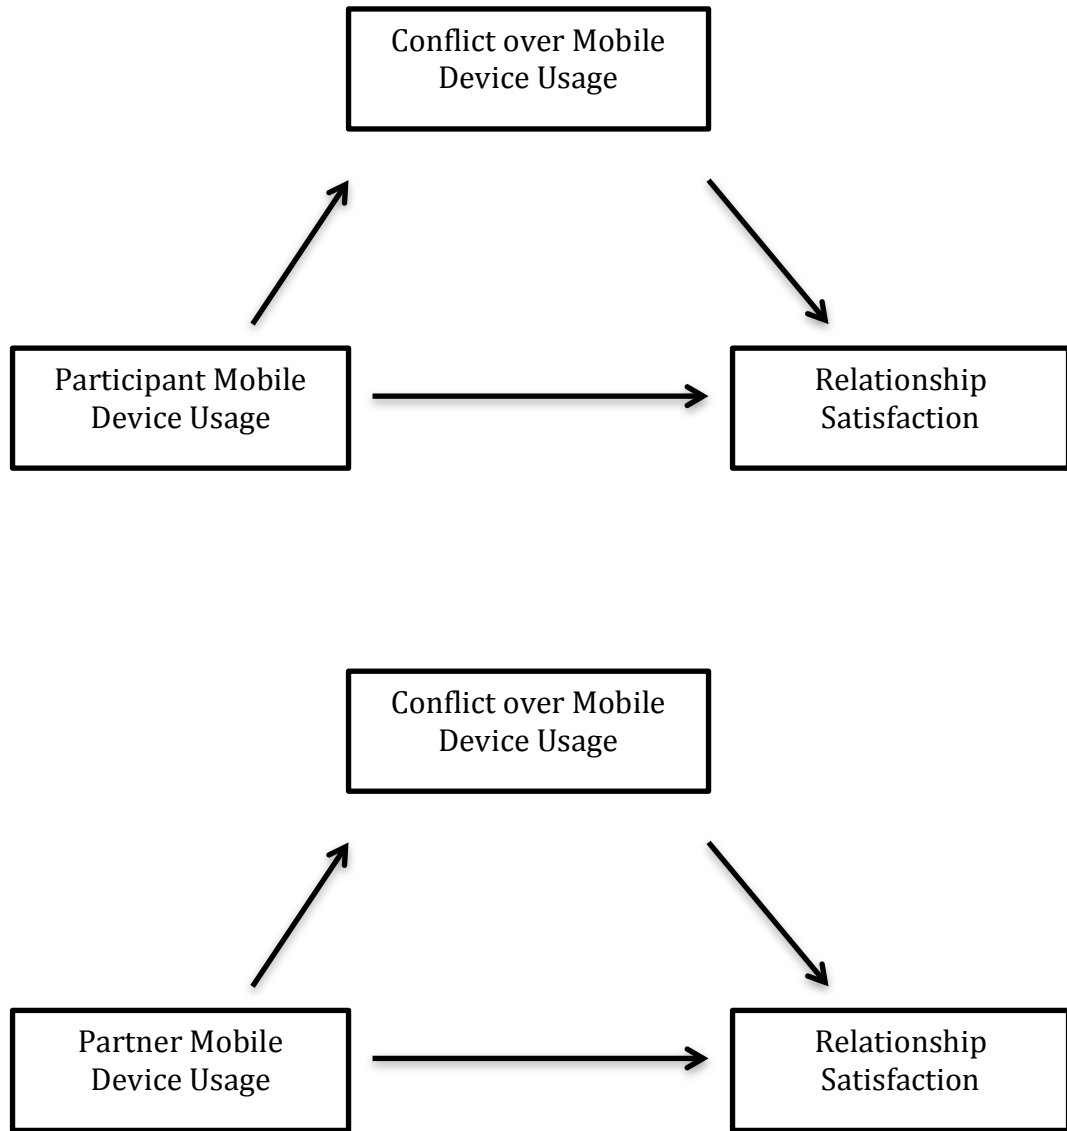 Conflict over Mobile
Device Usage
Participant Mobile
Device Usage
Relationship
Satisfaction
Conflict over Mobile
Device Usage
Partner Mobile
Device Usage
Relationship
Satisfaction